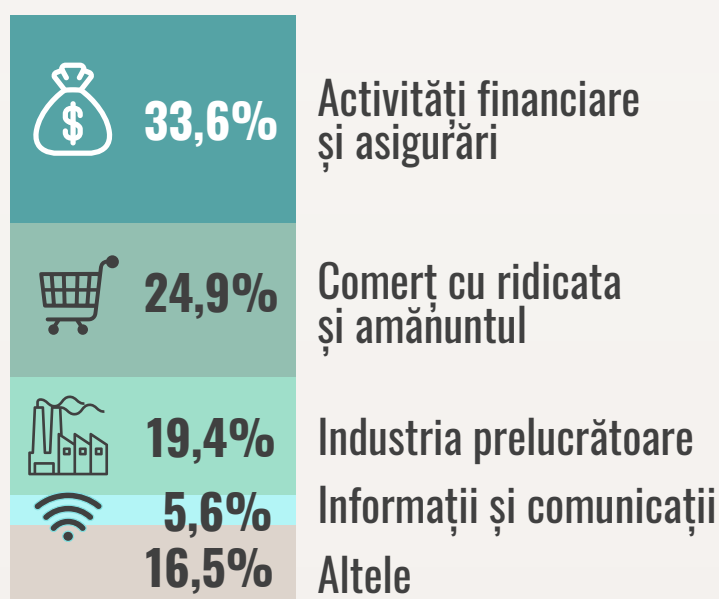 $
33,6%
Activități financiare
și asigurări
24,9%
Comerț cu ridicata
și amănuntul
19,4%
Industria prelucrătoare
5,6%
Informații și comunicații
16,5%
Altele